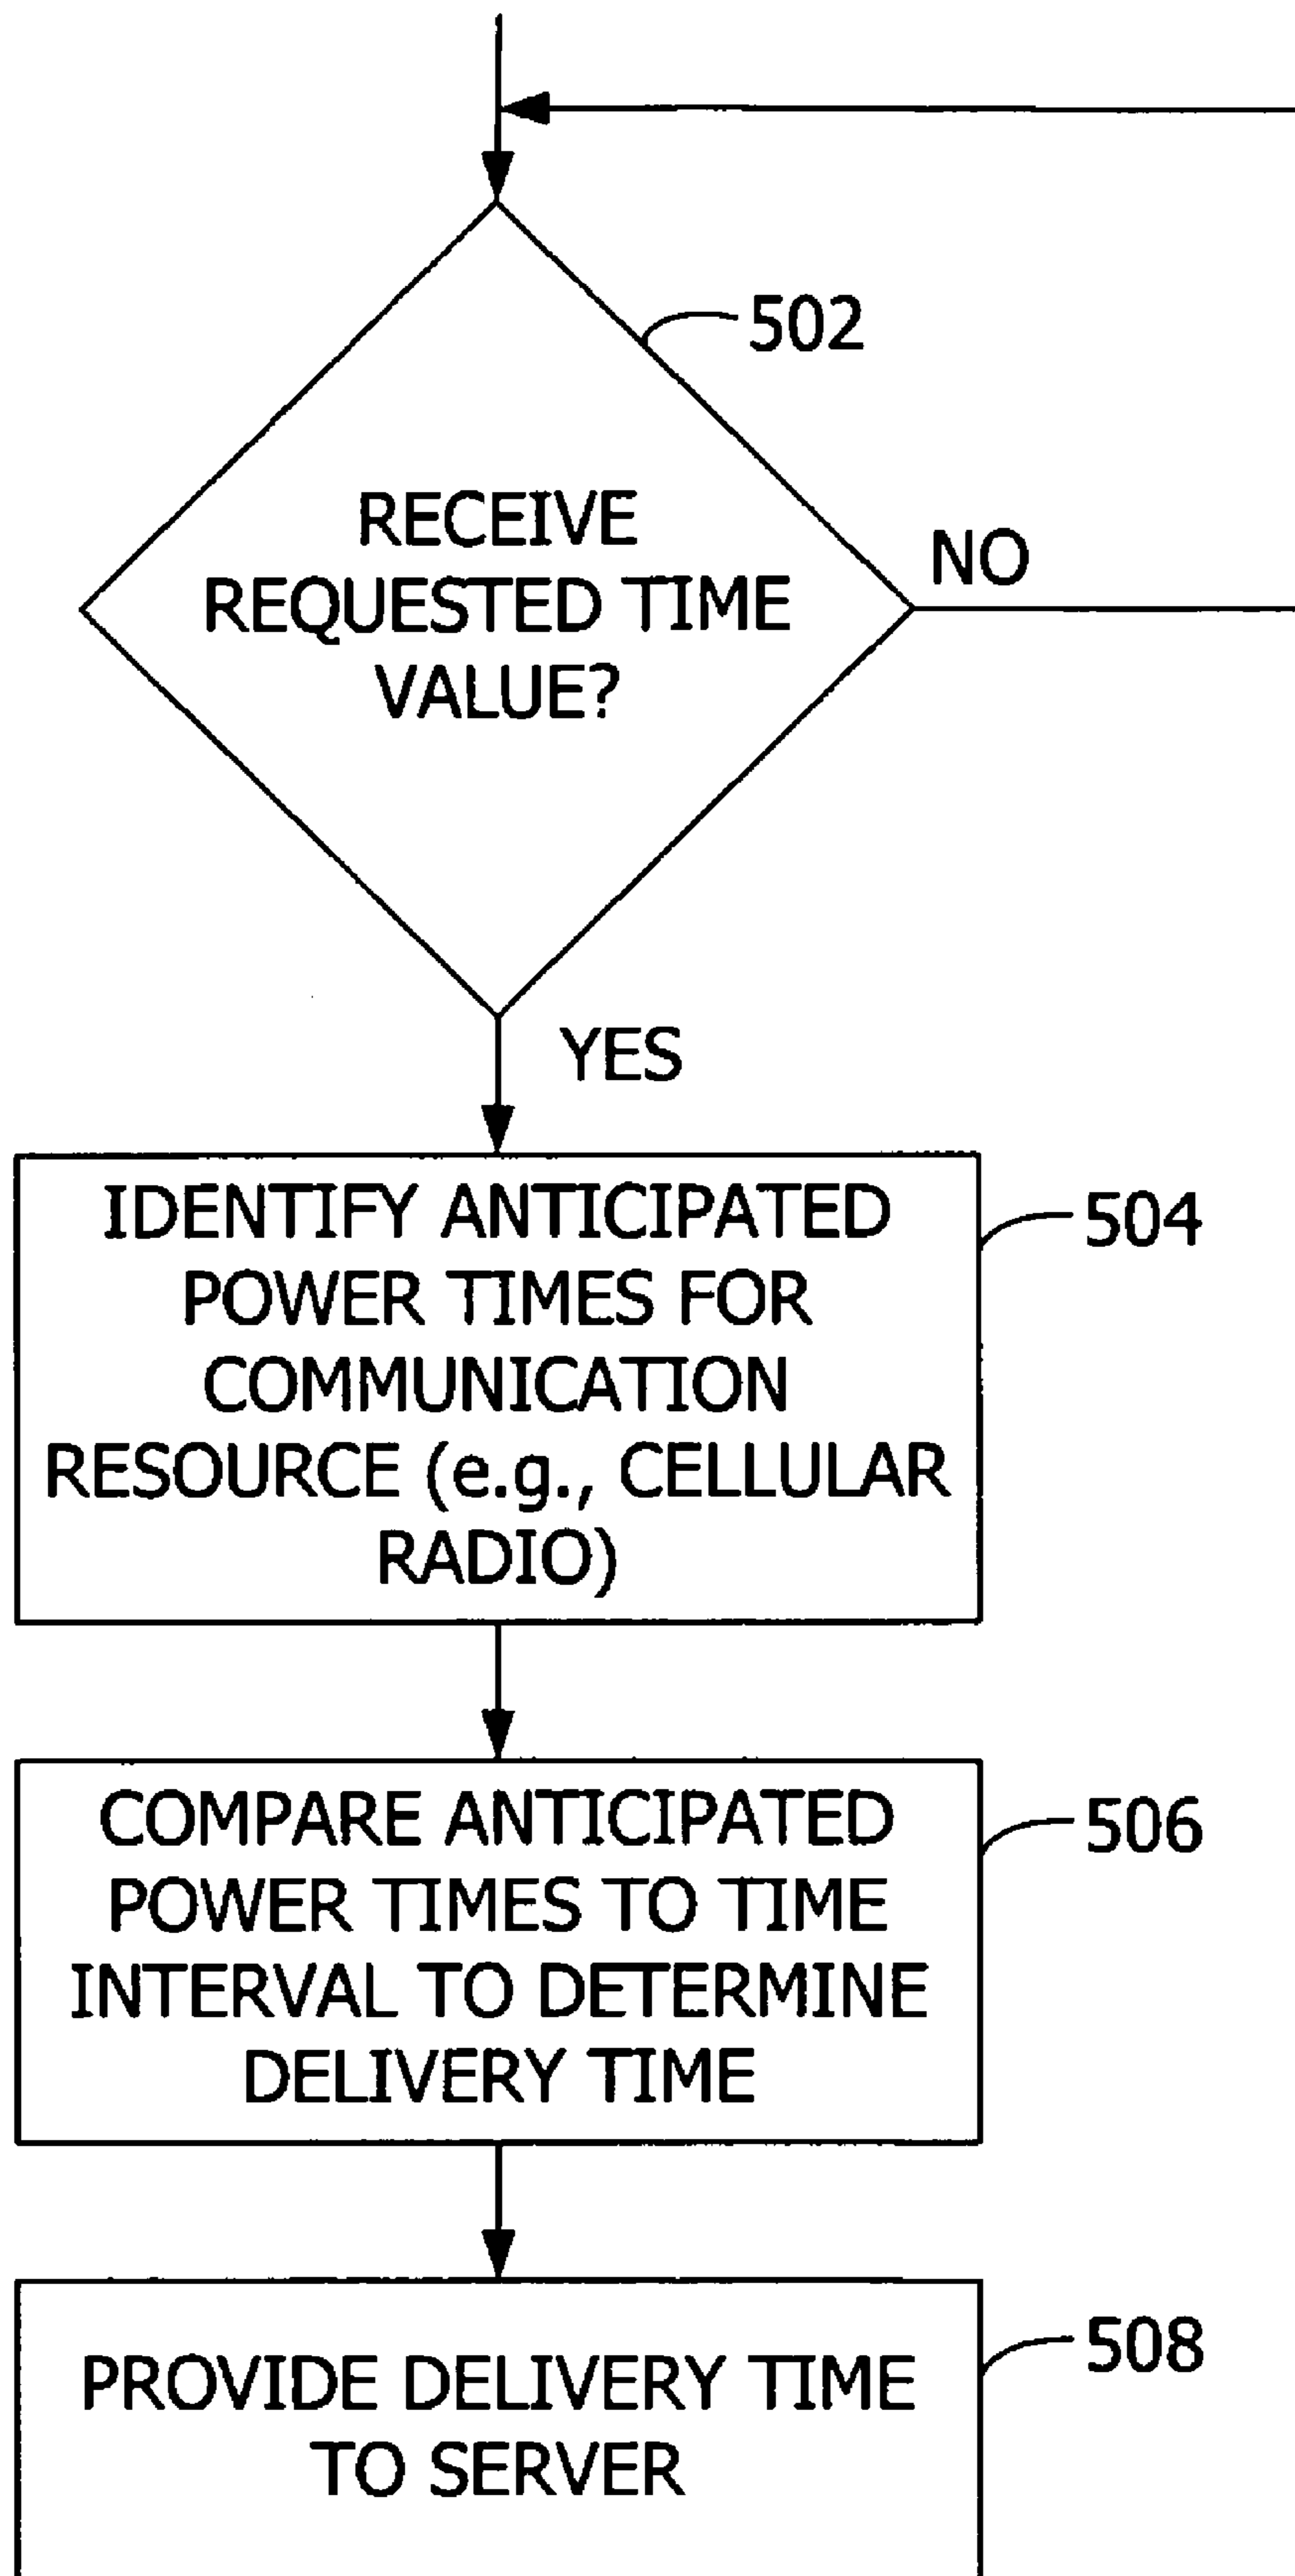 502
RECEIVE
REQUESTED TIME
VALUE?
NO
YES
IDENTIFY ANTICIPATED
POWER TIMES FOR
COMMUNICATION
RESOURCE (e.g., CELLULAR
RADIO)
504
COMPARE ANTICIPATED
POWER TIMES TO TIME
INTERVAL TO DETERMINE
DELIVERY TIME
506
PROVIDE DELIVERY TIME
TO SERVER
508